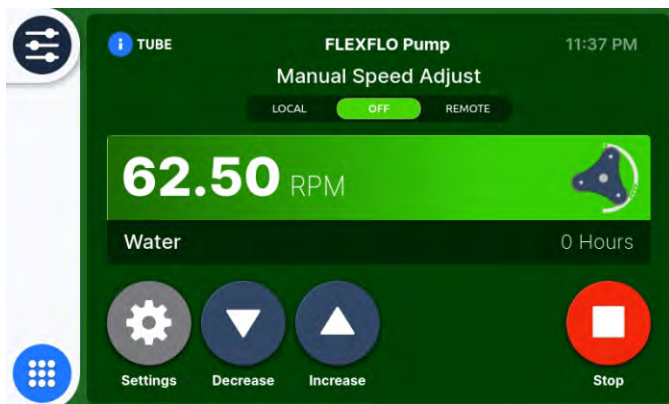 TUBE FLEXFLO Pump 11:37 PM
Manual Speed Adjust
LOCAL OFF REMOTE
62.50 RPM
Water 0 Hours
Settings Decrease Increase Stop